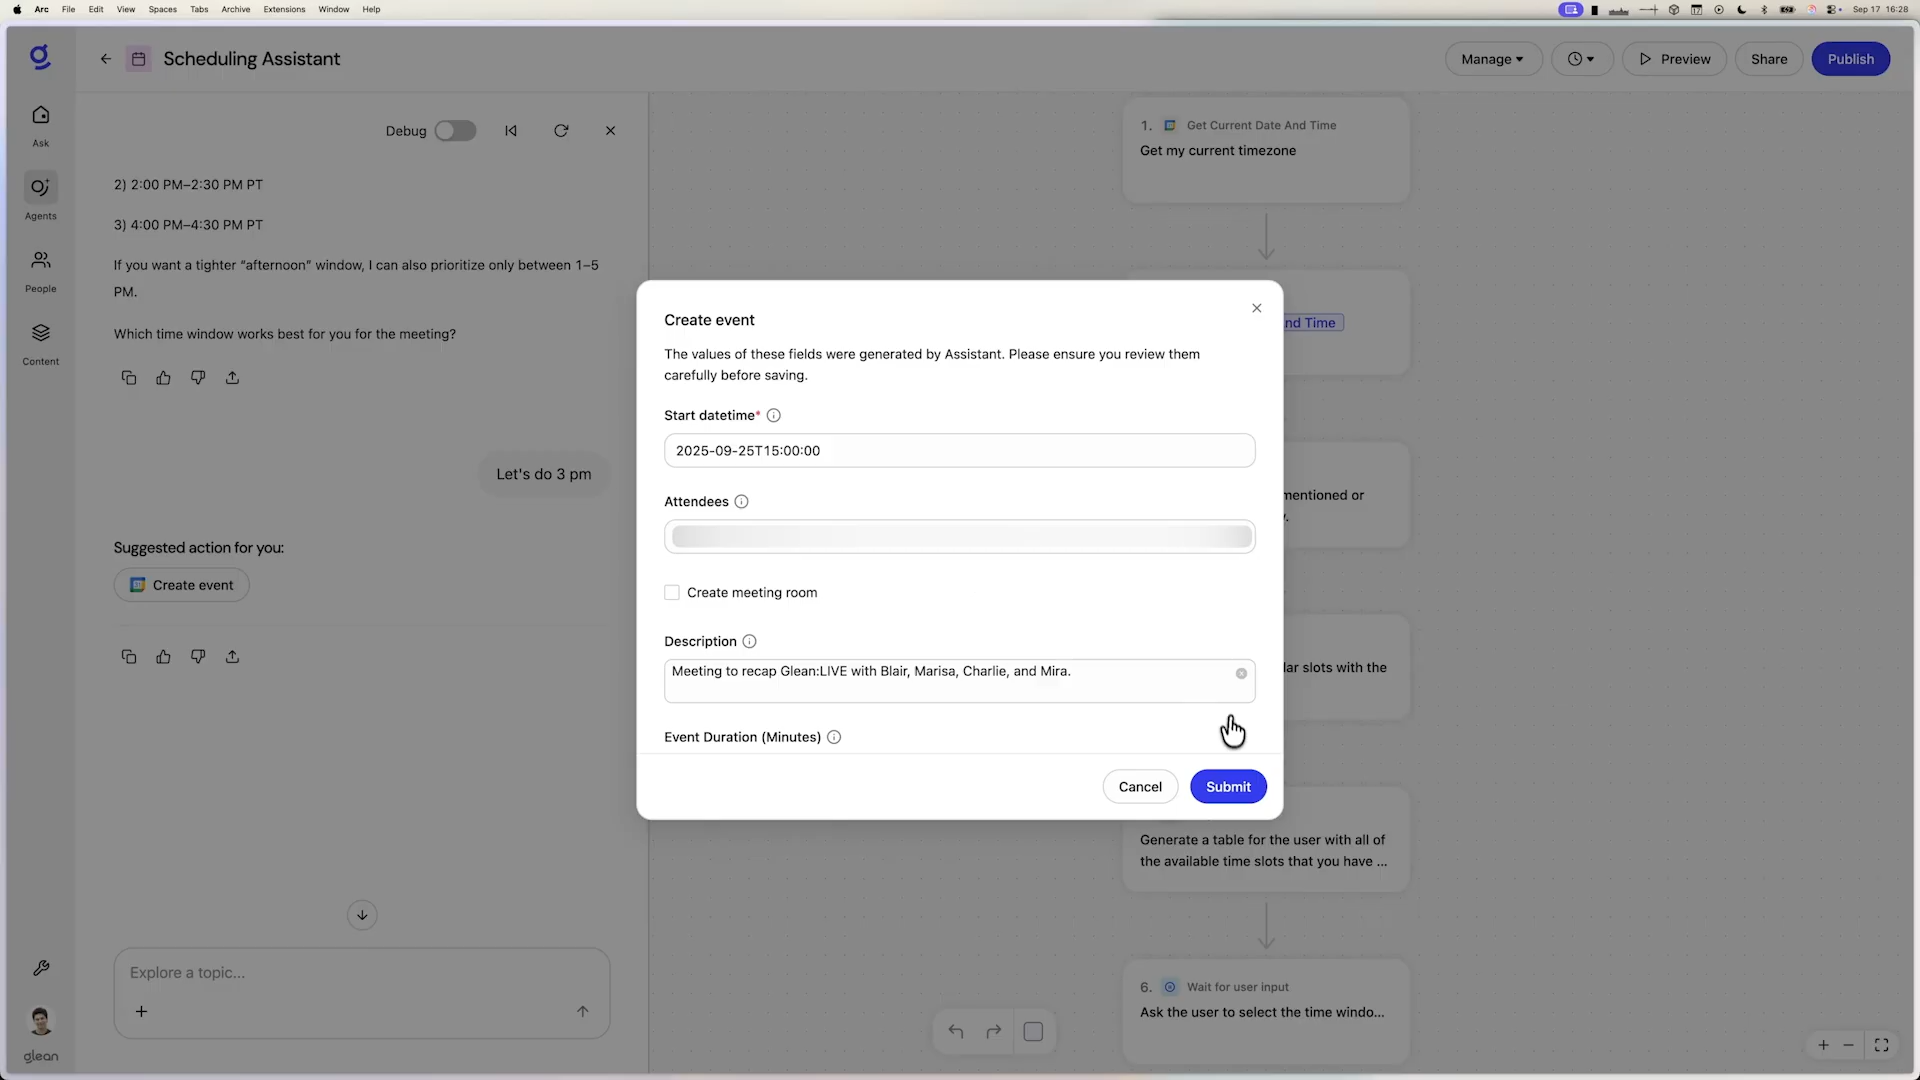 Arc File Edit View Spaces Tabs Archive Extensions Window Help
17
Sep 17 16:28
Scheduling Assistant
Manage
Preview
Share
Publish
Ask
Agents
People
Content
glean
Debug
2) 2:00 PM–2:30 PM PT
3) 4:00 PM–4:30 PM PT
If you want a tighter “afternoon” window, I can also prioritize only between 1–5
PM.
Which time window works best for you for the meeting?
Let's do 3 pm
Suggested action for you:
Create event
Explore a topic...
1. Get Current Date And Time
Get my current timezone
nd Time
mentioned or
lar slots with the
Generate a table for the user with all of
the available time slots that you have ...
6. Wait for user input
Ask the user to select the time windo...
Create event
The values of these fields were generated by Assistant. Please ensure you review them
carefully before saving.
Start datetime*
2025-09-25T15:00:00
Attendees
Create meeting room
Description
Meeting to recap Glean:LIVE with Blair, Marisa, Charlie, and Mira.
Event Duration (Minutes)
Cancel
Submit